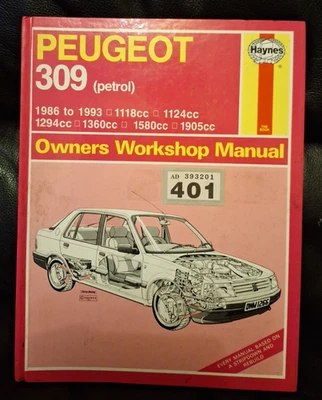 PEUGEOT
Haynes
309 (petrol)
1986 to 1993 □ 1118cc □ 1124cc
1294cc □ 1360cc □ 1580cc □ 1905cc
Owners Workshop Manual
AD 393201
401
EVERY MANUAL BASED ON
A STRIPDOWN AND
REBUILD